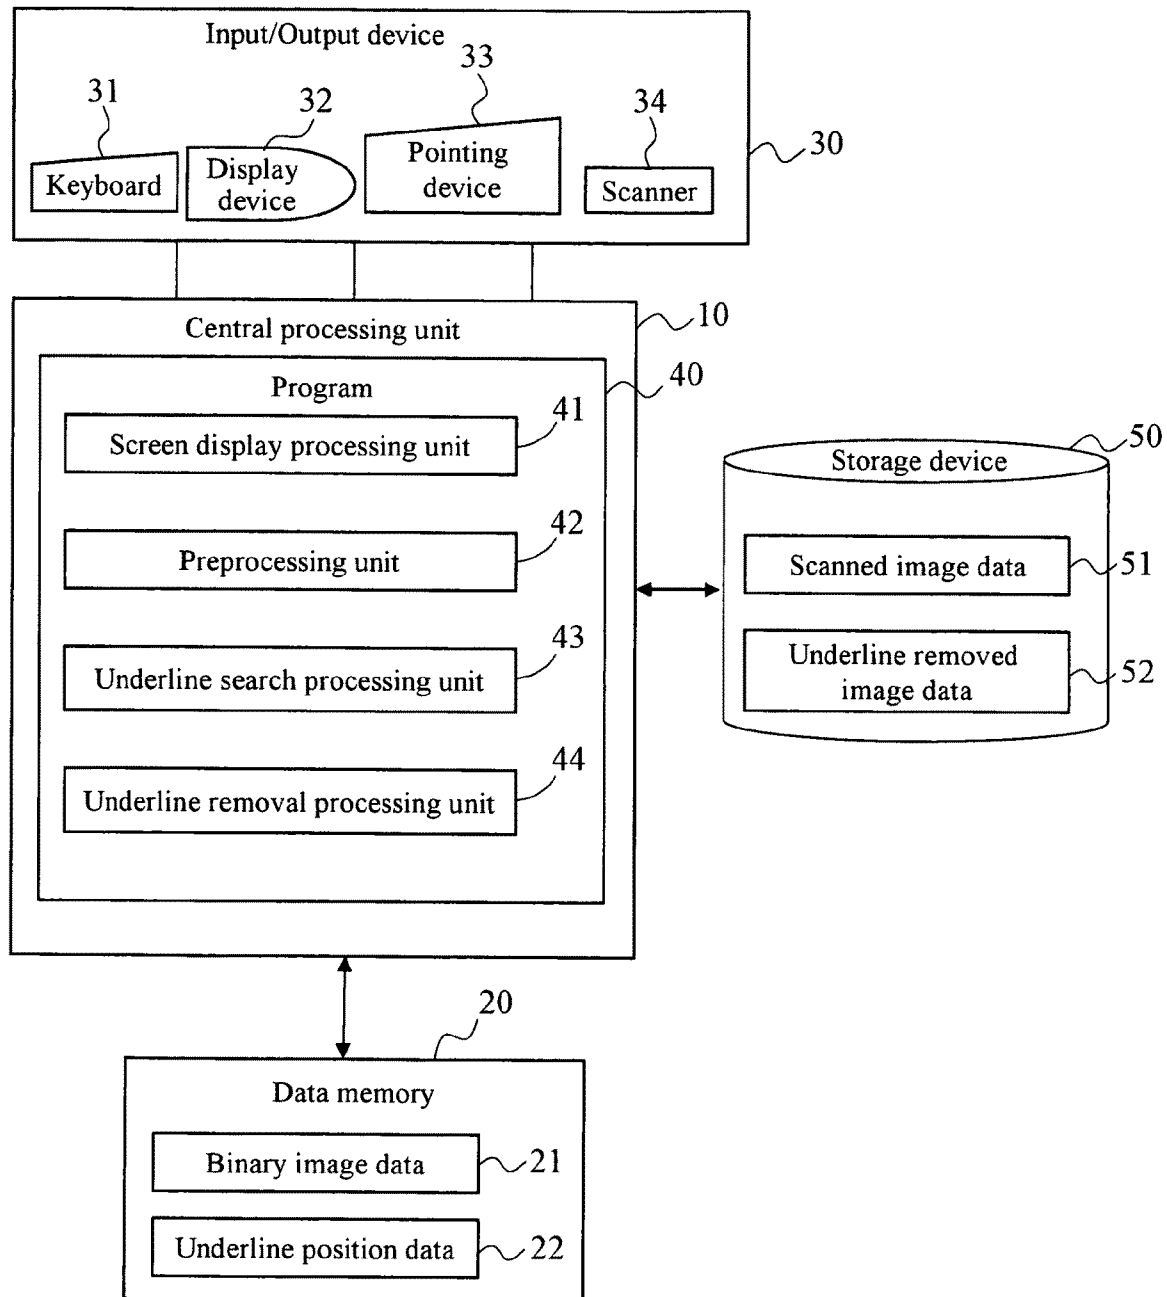 Input/Output device
33
31
32
34
30
Keyboard
Display
device
Pointing
device
Scanner
Central processing unit
10
Program
40
Screen display processing unit
41
Preprocessing unit
42
Underline search processing unit
43
Underline removal processing unit
44
50
Storage device
Scanned image data
51
Underline removed
image data
52
20
Data memory
Binary image data
21
Underline position data
22